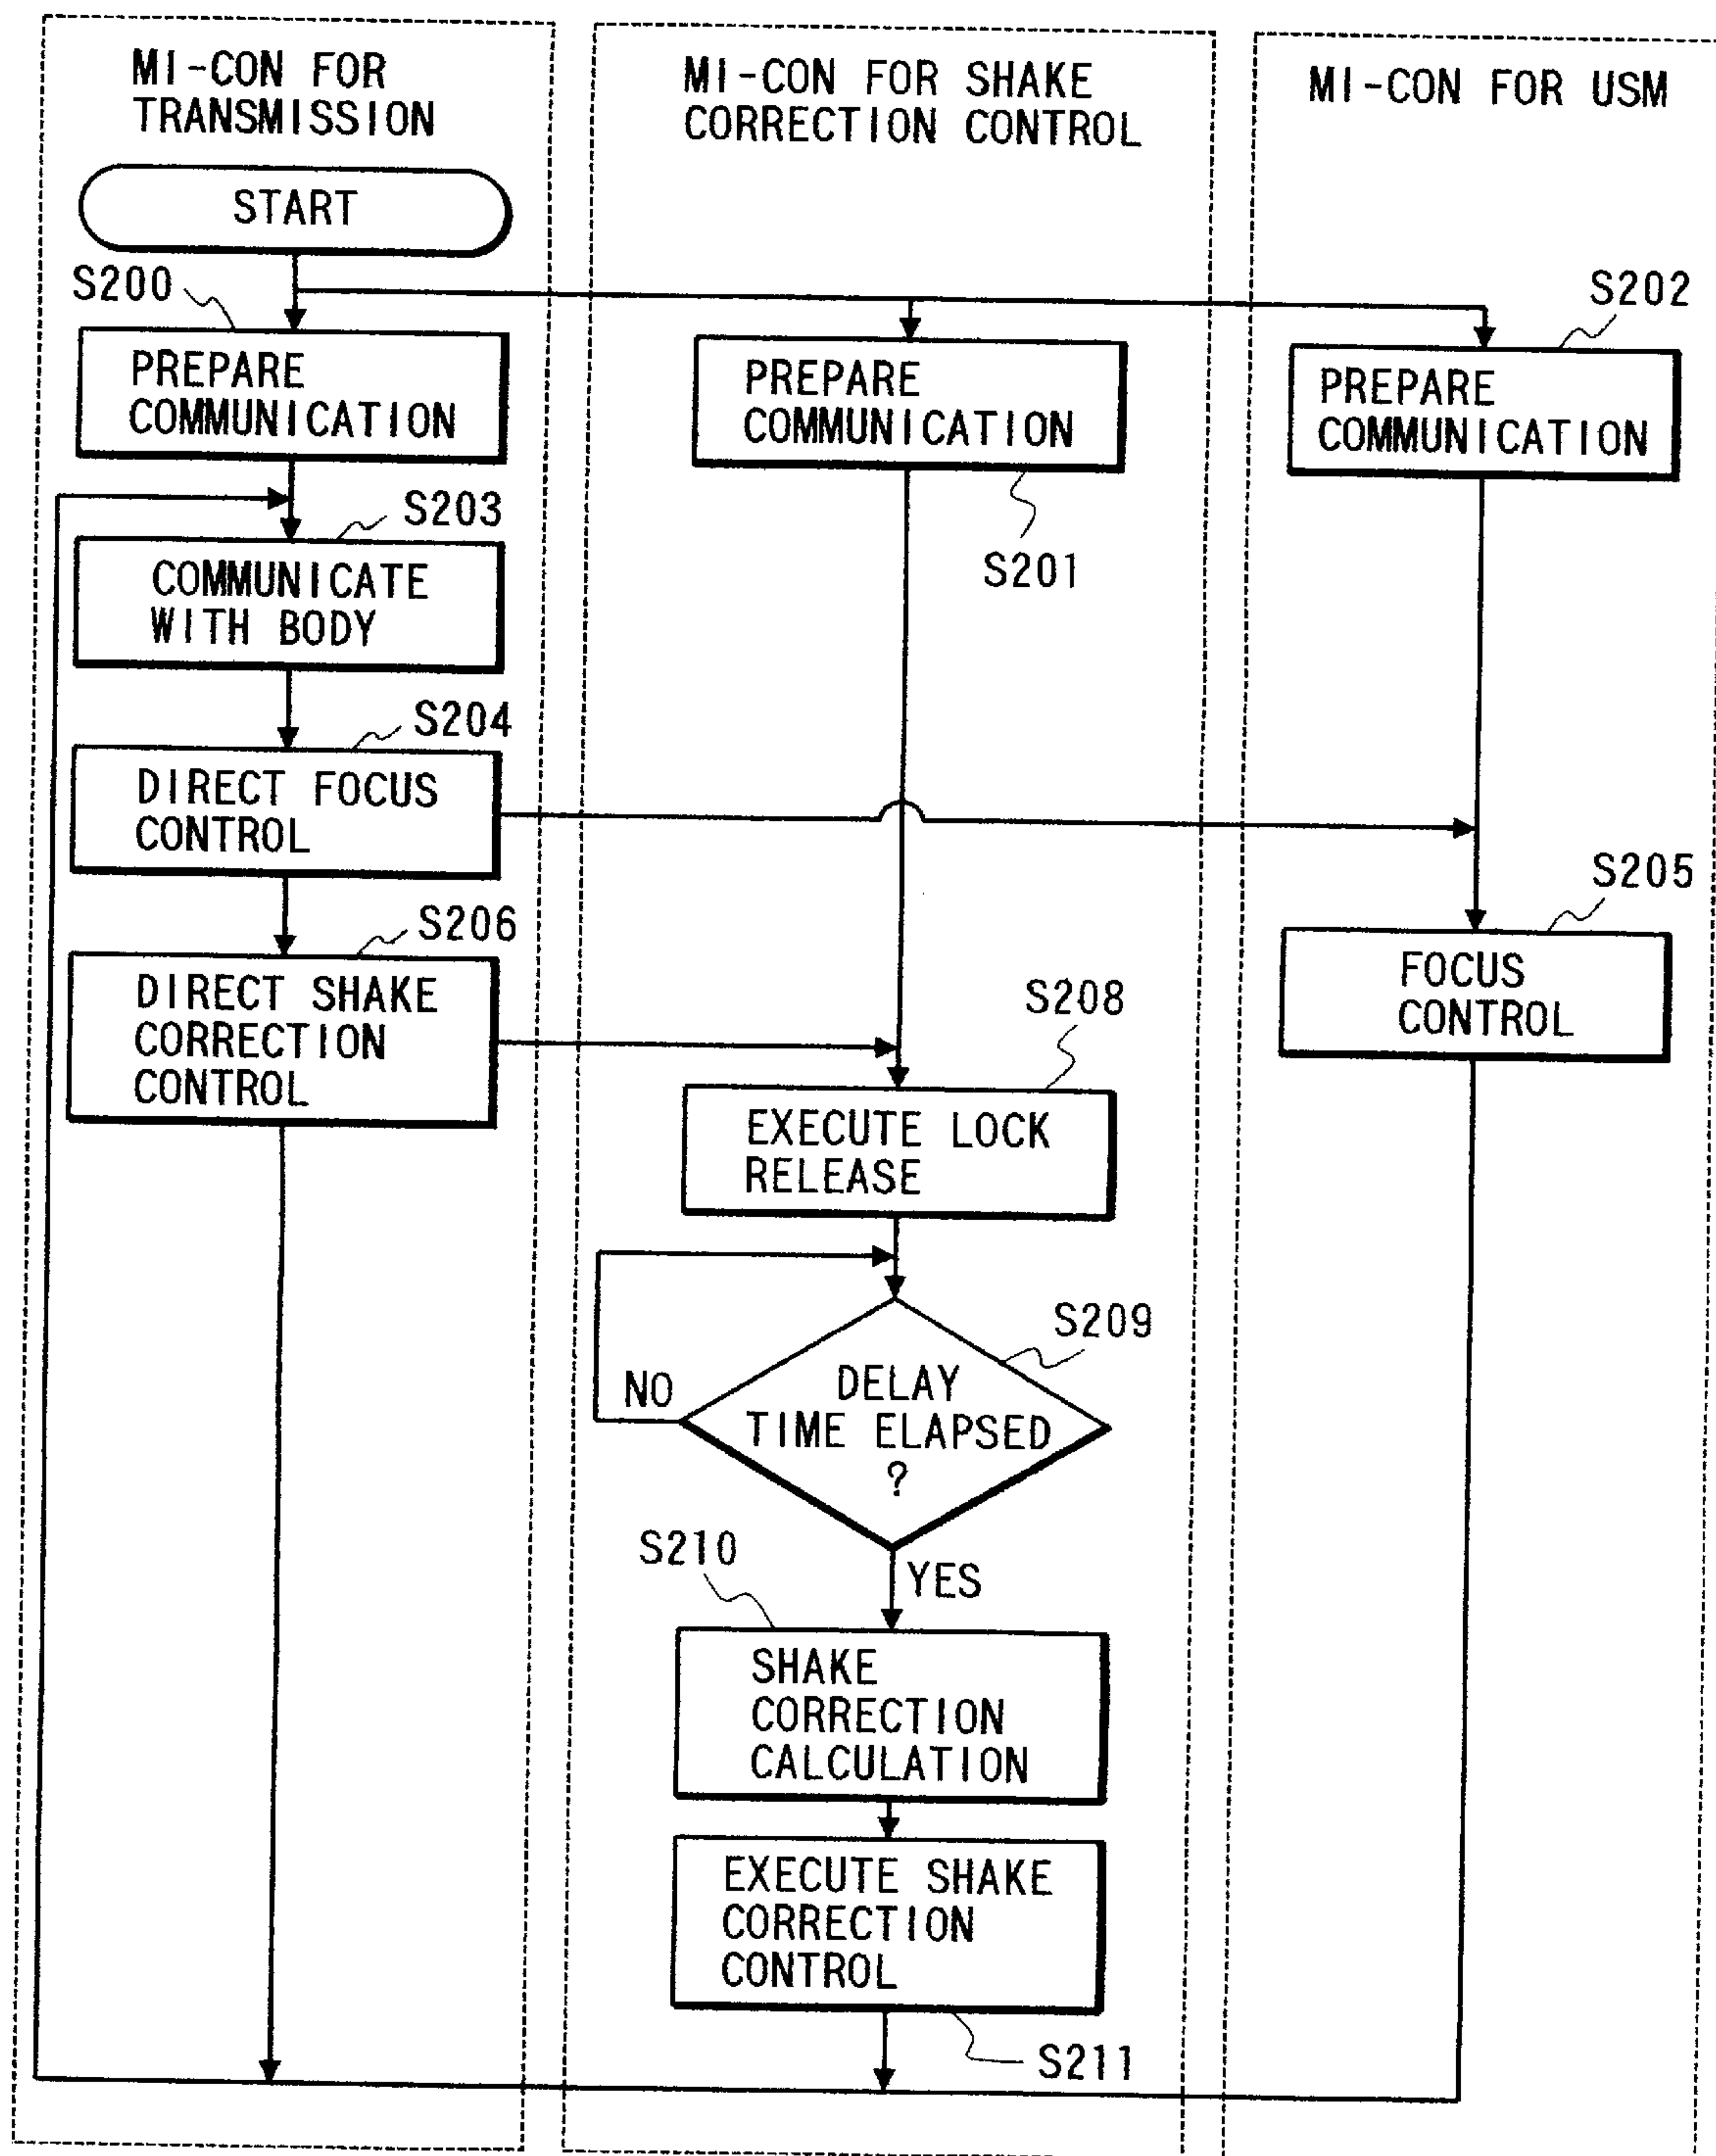 MI-CON FOR
TRANSMISSION
MI-CON FOR SHAKE
CORRECTION CONTROL
MI-CON FOR USM
START
S200
PREPARE
COMMUNICATION
PREPARE
COMMUNICATION
S201
S202
PREPARE
COMMUNICATION
S203
COMMUNICATE
WITH BODY
S204
DIRECT FOCUS
CONTROL
S205
FOCUS
CONTROL
S206
DIRECT SHAKE
CORRECTION
CONTROL
S208
EXECUTE LOCK
RELEASE
S209
DELAY
TIME ELAPSED
?
NO
YES
S210
SHAKE
CORRECTION
CALCULATION
EXECUTE SHAKE
CORRECTION
CONTROL
S211